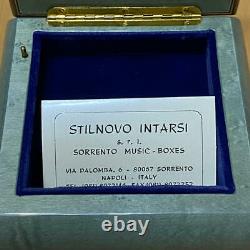 STILNOVO INTARSI
S. r. l.
SORRENTO MUSIC-BOXES
VIA PALOMBA, 6 - 80067 SORRENTO
NAPOLI - ITALY